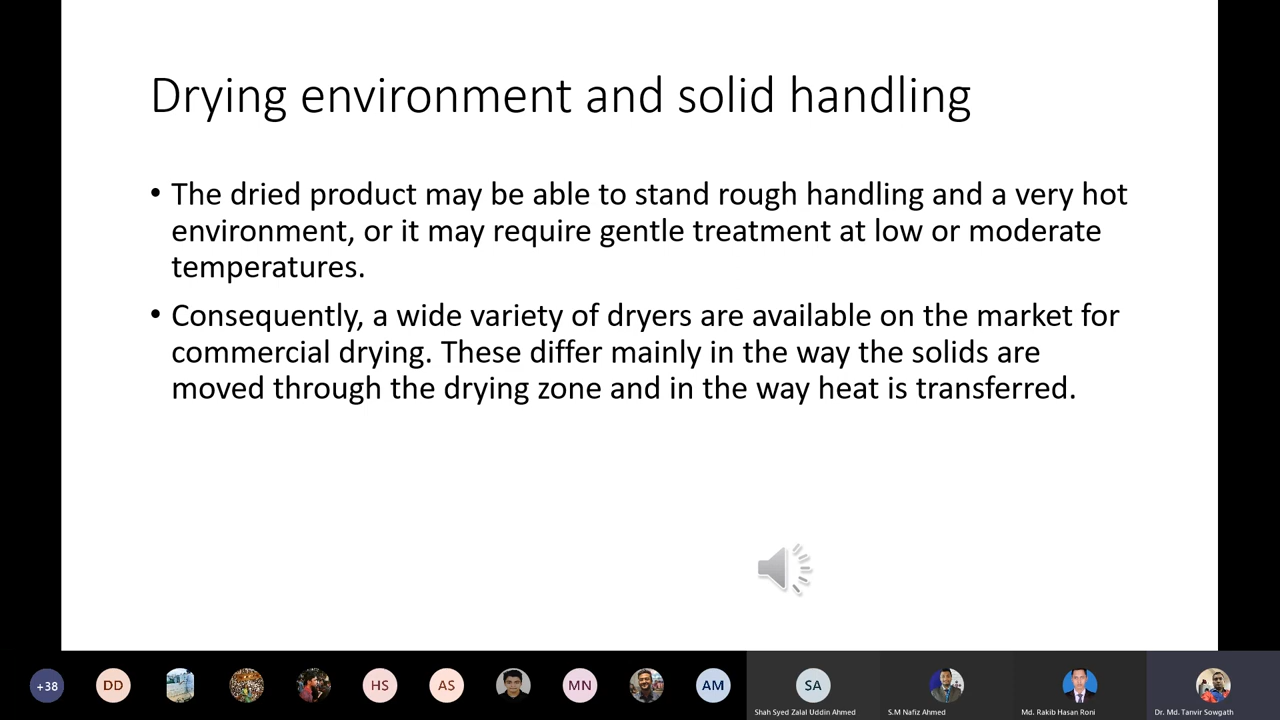 Drying environment and solid handling
• The dried product may be able to stand rough handling and a very hot
environment, or it may require gentle treatment at low or moderate
temperatures.
• Consequently, a wide variety of dryers are available on the market for
commercial drying. These differ mainly in the way the solids are
moved through the drying zone and in the way heat is transferred.
+38
DD
HS
AS
MN
AM
SA
Shah Syed Zalal Uddin Ahmed
S.M Nafiz Ahmed
Md. Rakib Hasan Roni
Dr. Md. Tanvir Sowgath